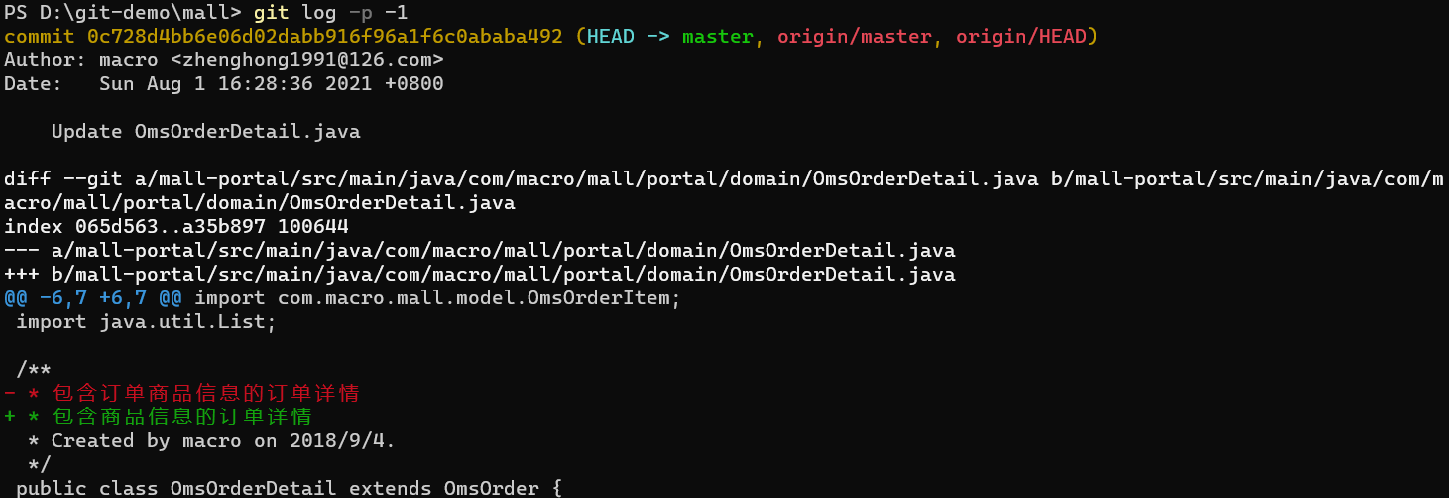 PS D:\git-demo\mall> git log -p -1
commit 0c728d4bb6e06d02dabb916f96a1f6c0ababa492 (HEAD -> master, origin/master, origin/HEAD)
Author: macro <zhenghong1991@126.com>
Date:   Sun Aug 1 16:28:36 2021 +0800
    Update OmsOrderDetail.java
diff --git a/mall-portal/src/main/java/com/macro/mall/portal/domain/OmsOrderDetail.java b/mall-portal/src/main/java/com/m
acro/mall/portal/domain/OmsOrderDetail.java
index 065d563..a35b897 100644
--- a/mall-portal/src/main/java/com/macro/mall/portal/domain/OmsOrderDetail.java
+++ b/mall-portal/src/main/java/com/macro/mall/portal/domain/OmsOrderDetail.java
@@ -6,7 +6,7 @@ import com.macro.mall.model.OmsOrderItem;
 import java.util.List;
 /**
- * 包含订单商品信息的订单详情
+ * 包含商品信息的订单详情
  * Created by macro on 2018/9/4.
  */
 public class OmsOrderDetail extends OmsOrder {